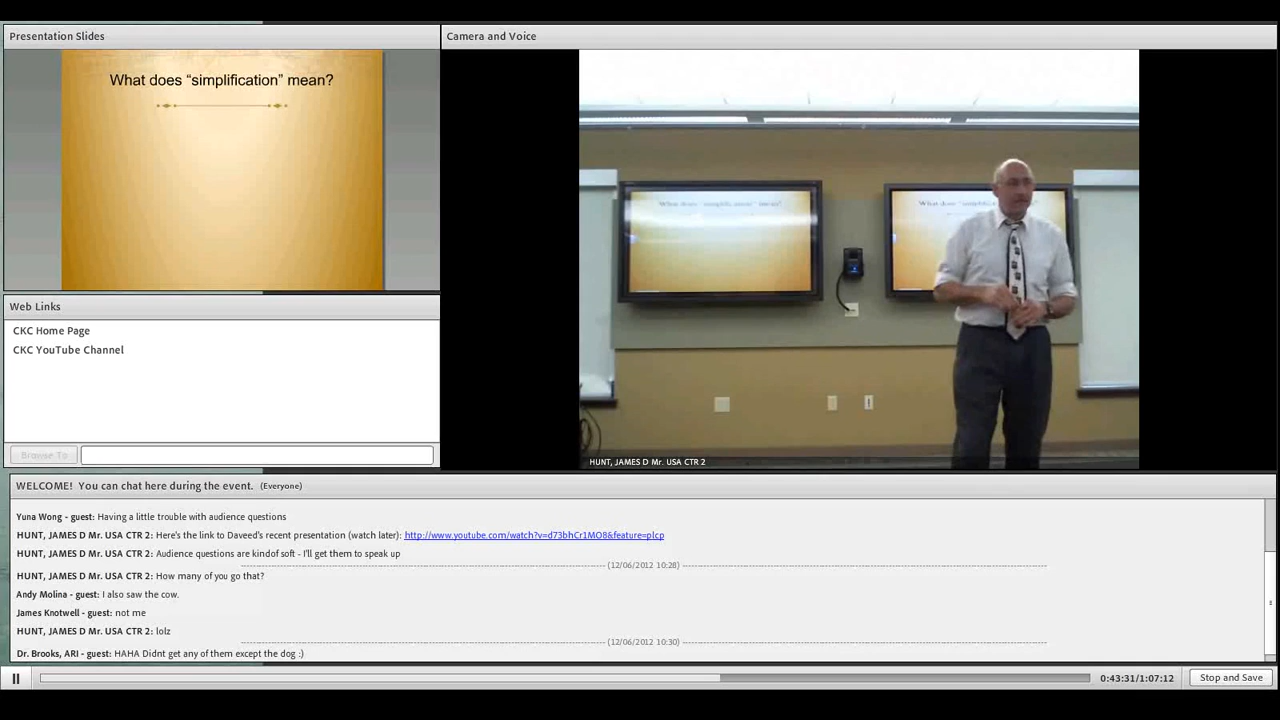 Presentation Slides
What does “simplification” mean?
Camera and Voice
What does "simplification" mean?
What does "simplific
HUNT, JAMES D Mr. USA CTR 2
Web Links
CKC Home Page
CKC YouTube Channel
Browse To
WELCOME!  You can chat here during the event.  (Everyone)
Yuna Wong - guest: Having a little trouble with audience questions
HUNT, JAMES D Mr. USA CTR 2: Here's the link to Daveed's recent presentation (watch later): http://www.youtube.com/watch?v=d73bhCr1MO8&feature=plcp
HUNT, JAMES D Mr. USA CTR 2: Audience questions are kindof soft - I'll get them to speak up
(12/06/2012 10:28)
HUNT, JAMES D Mr. USA CTR 2: How many of you go that?
Andy Molina - guest: I also saw the cow.
James Knotwell - guest: not me
HUNT, JAMES D Mr. USA CTR 2: lolz
(12/06/2012 10:30)
Dr. Brooks, ARI - guest: HAHA Didnt get any of them except the dog :)
0:43:31/1:07:12
Stop and Save